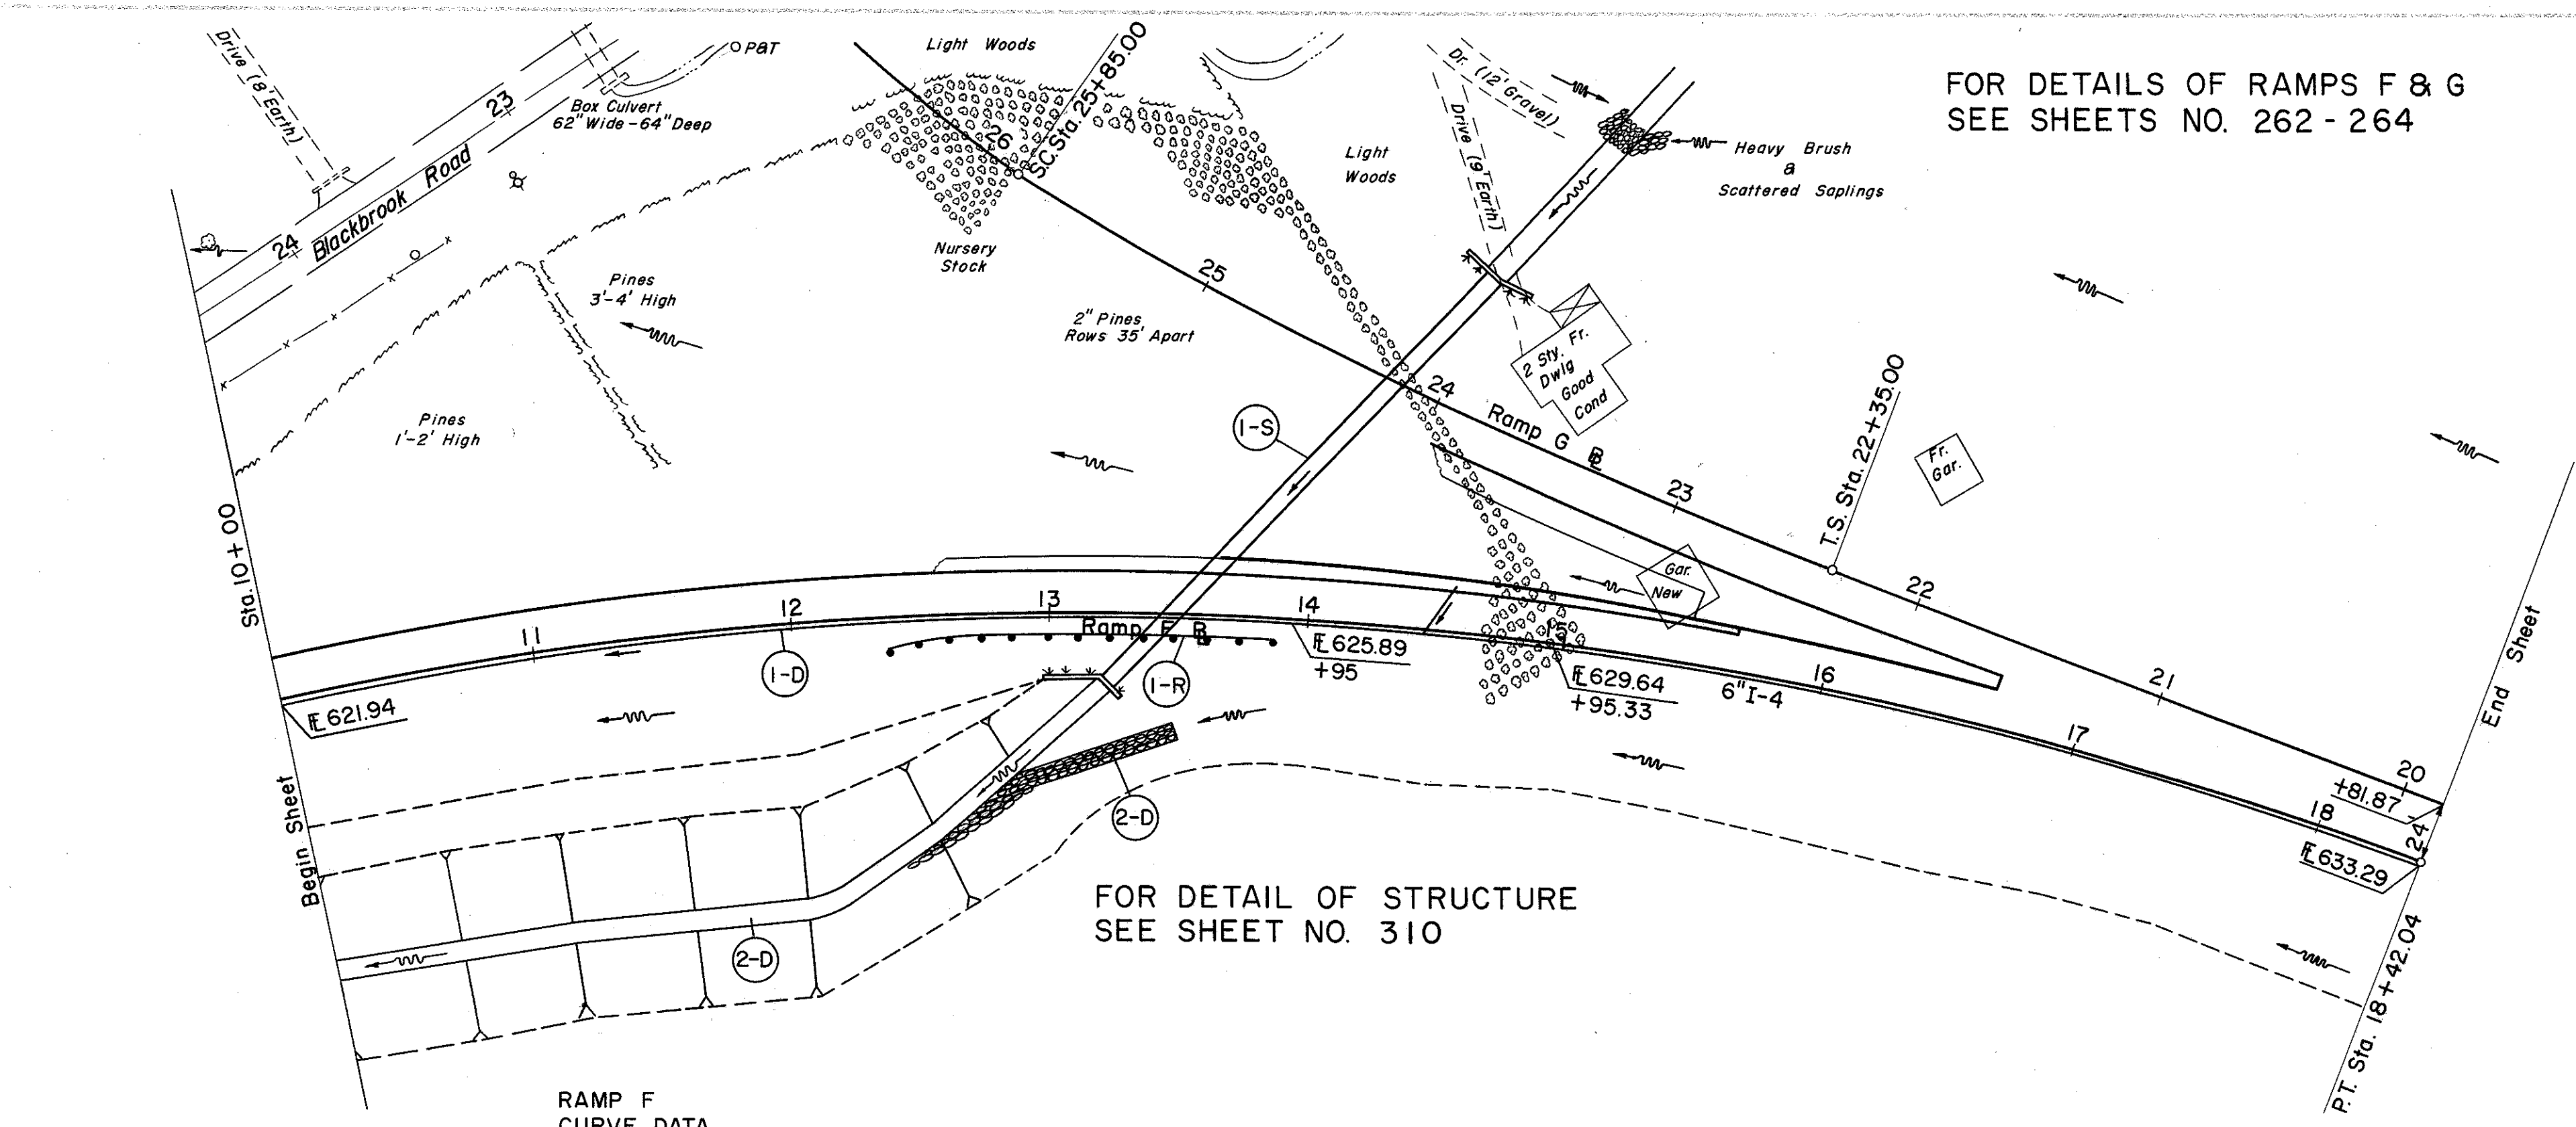 Drive (8' Earth)
P&T
Light Woods
S.C. Sta. 25+85.00
Dr. (12' Gravel)
FOR DETAILS OF RAMPS F & G
SEE SHEETS NO. 262 - 264
23
Box Culvert
62" Wide - 64" Deep
26
Drive (9' Earth)
Light
Woods
Heavy Brush
&
Scattered Saplings
24
Blackbrook Road
Nursery
Stock
25
Pines
3'-4' High
2" Pines
Rows 35' Apart
2 Sty. Fr.
Dwlg
Good
Cond
24
Ramp G B
Pines
1'-2' High
1-S
T.S. Sta. 22+35.00
Fr.
Gar.
23
Sta. 10+00
Gar.
New
22
11
12
13
14
15
16
Ramp F B
FL 625.89
+95
FL 629.64
+95.33
6" I-4
1-D
1-R
FL 621.94
21
End Sheet
17
20
+81.87
18
24
FL 633.29
Begin Sheet
2-D
FOR DETAIL OF STRUCTURE
SEE SHEET NO. 310
2-D
P.T. Sta. 18+42.04
RAMP F
CURVE DATA